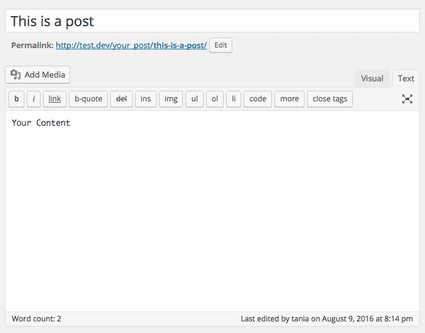 This is a post
Permalink: http://test.dev/your_post/this-is-a-post/ Edit
Add Media
Visual Text
b i link b-quote del ins img ul ol li code more close tags
Your Content
Word count: 2 Last edited by tania on August 9, 2016 at 8:14 pm